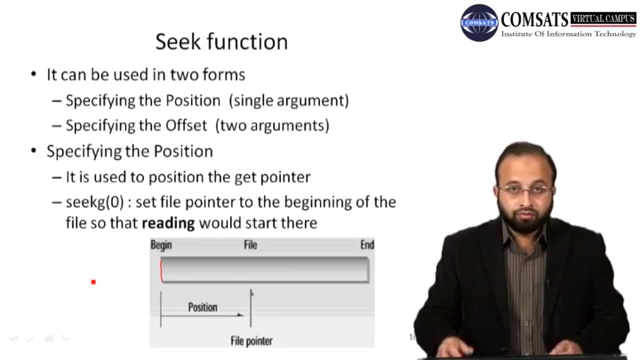 COMSATS VIRTUAL CAMPUS
Institute Of Information Technology
Seek function
• It can be used in two forms
– Specifying the Position (single argument)
– Specifying the Offset (two arguments)
• Specifying the Position
– It is used to position the get pointer
– seekg(0) : set file pointer to the beginning of the
file so that reading would start there
Begin File End
Position
File pointer